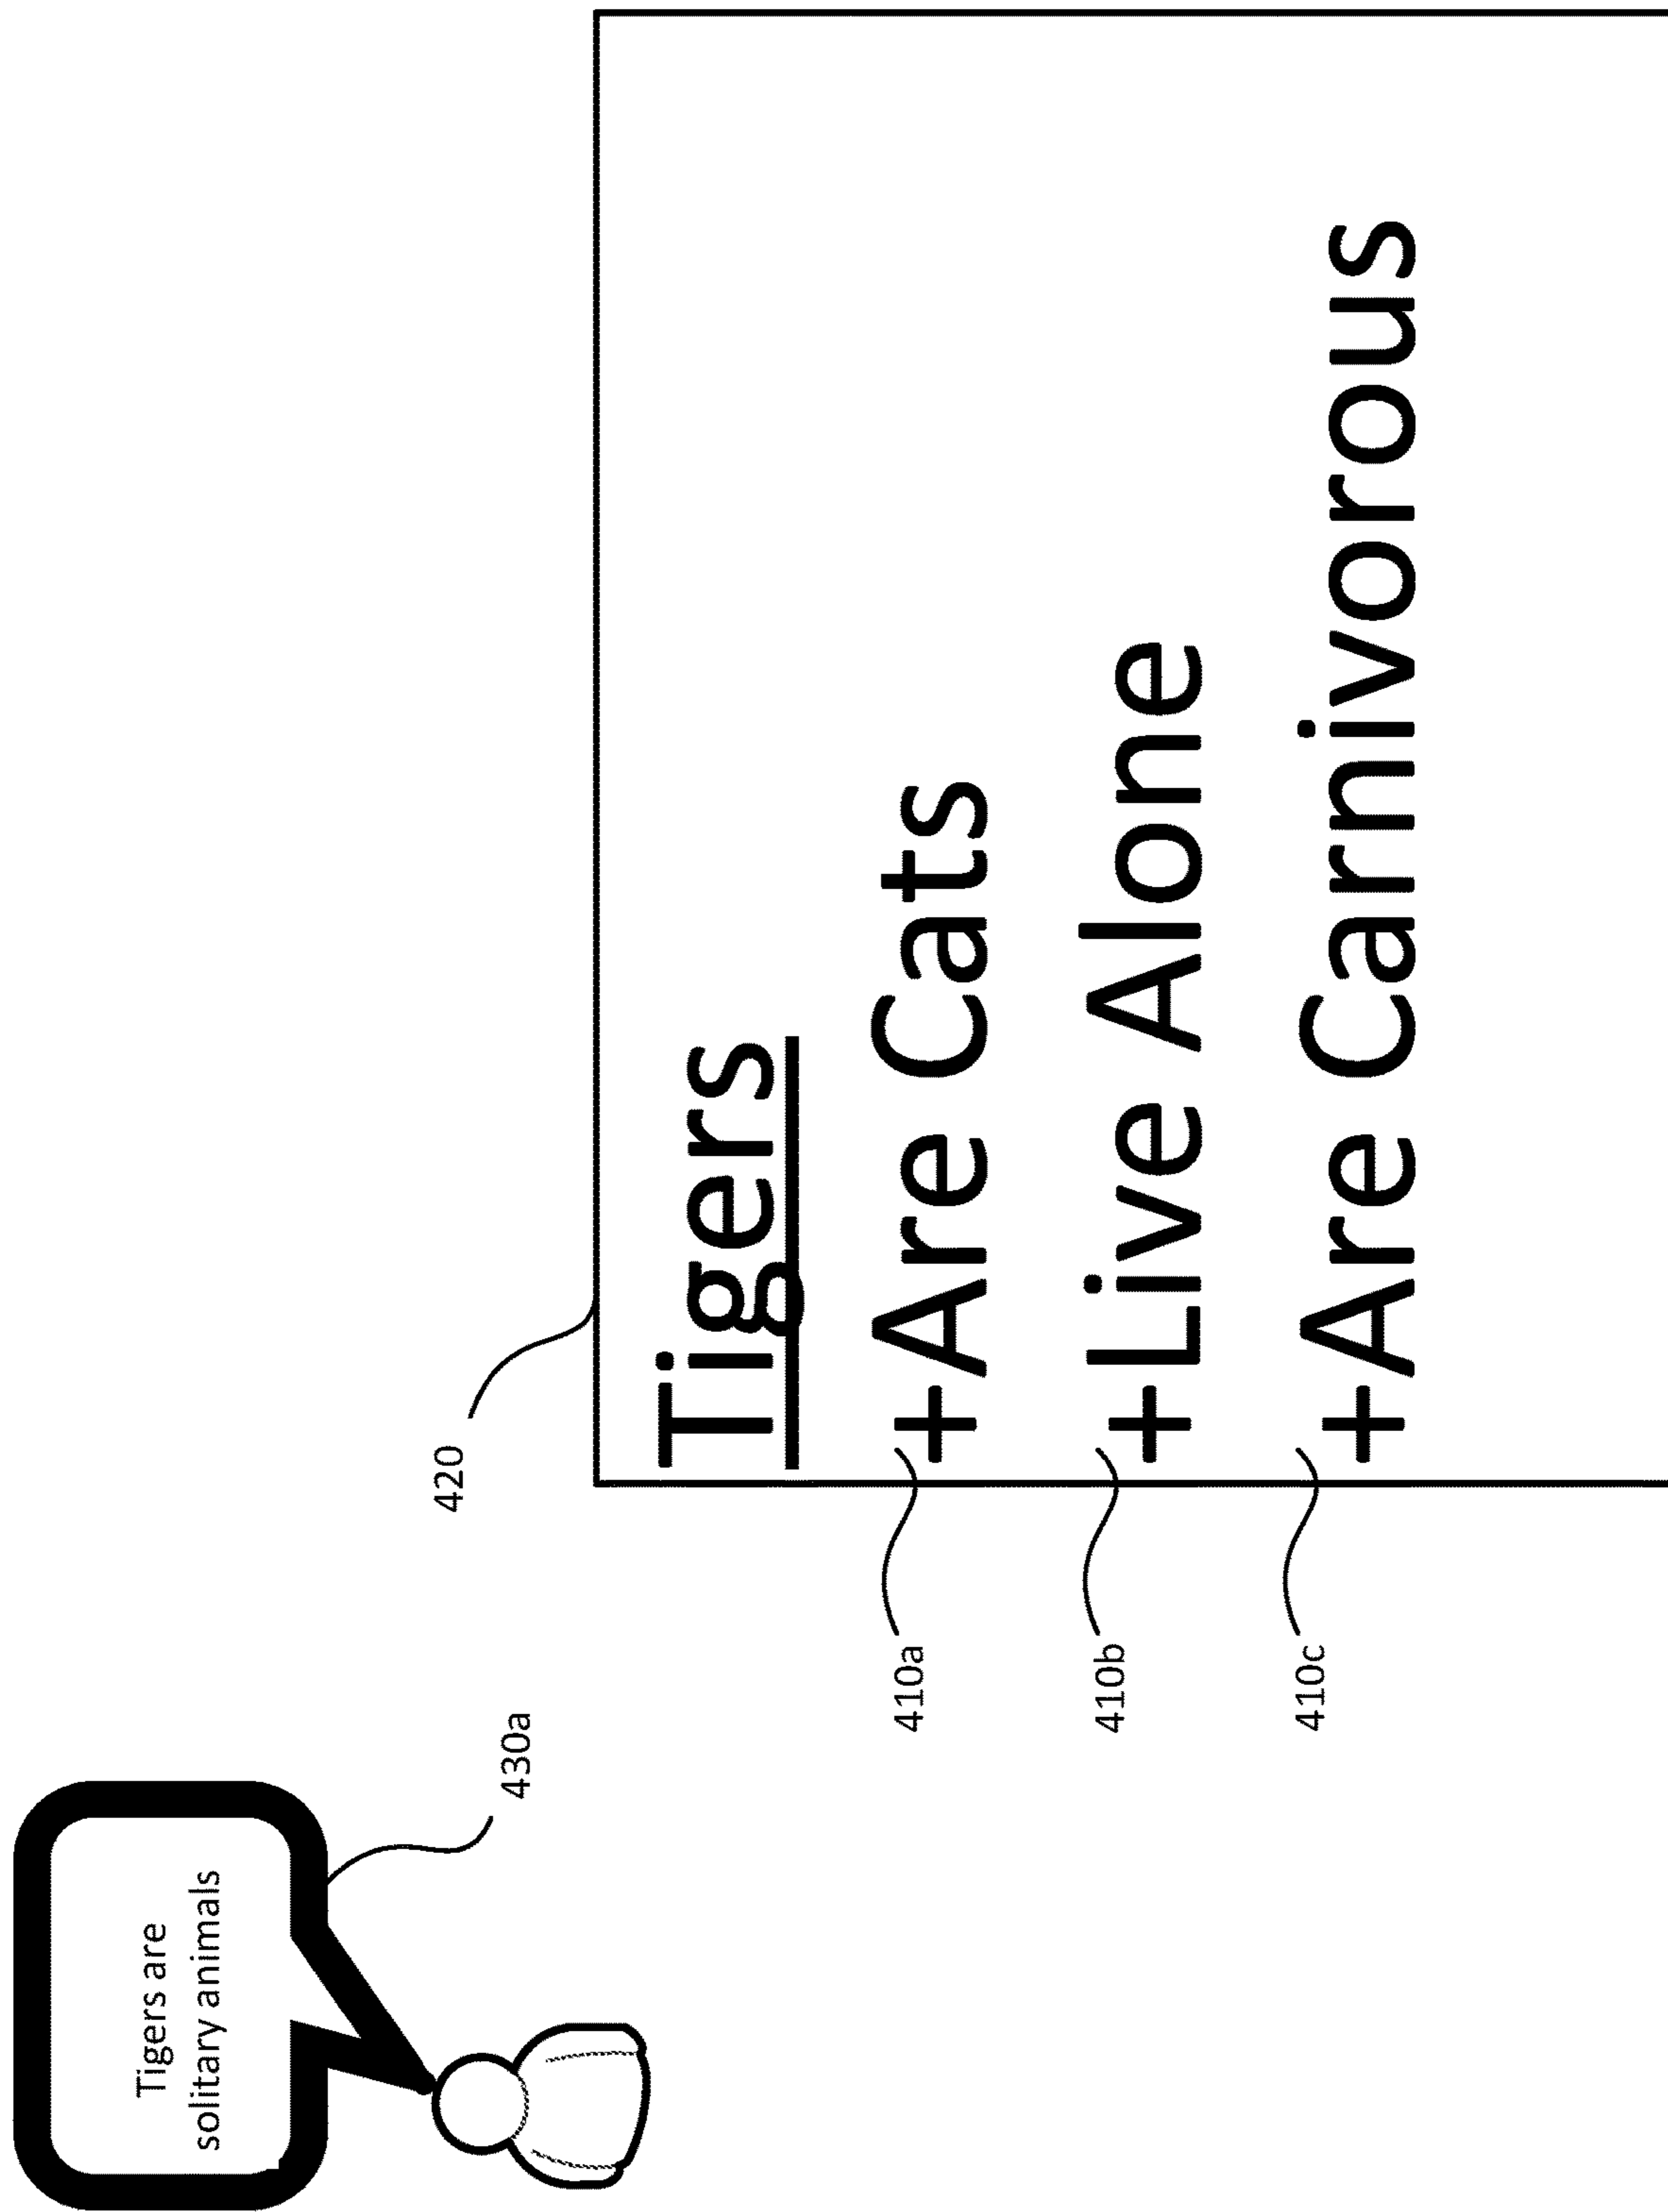 Tigers are
solitary animals
430a
420
Tigers
410a
+Are Cats
410b
+Live Alone
410c
+Are Carnivorous